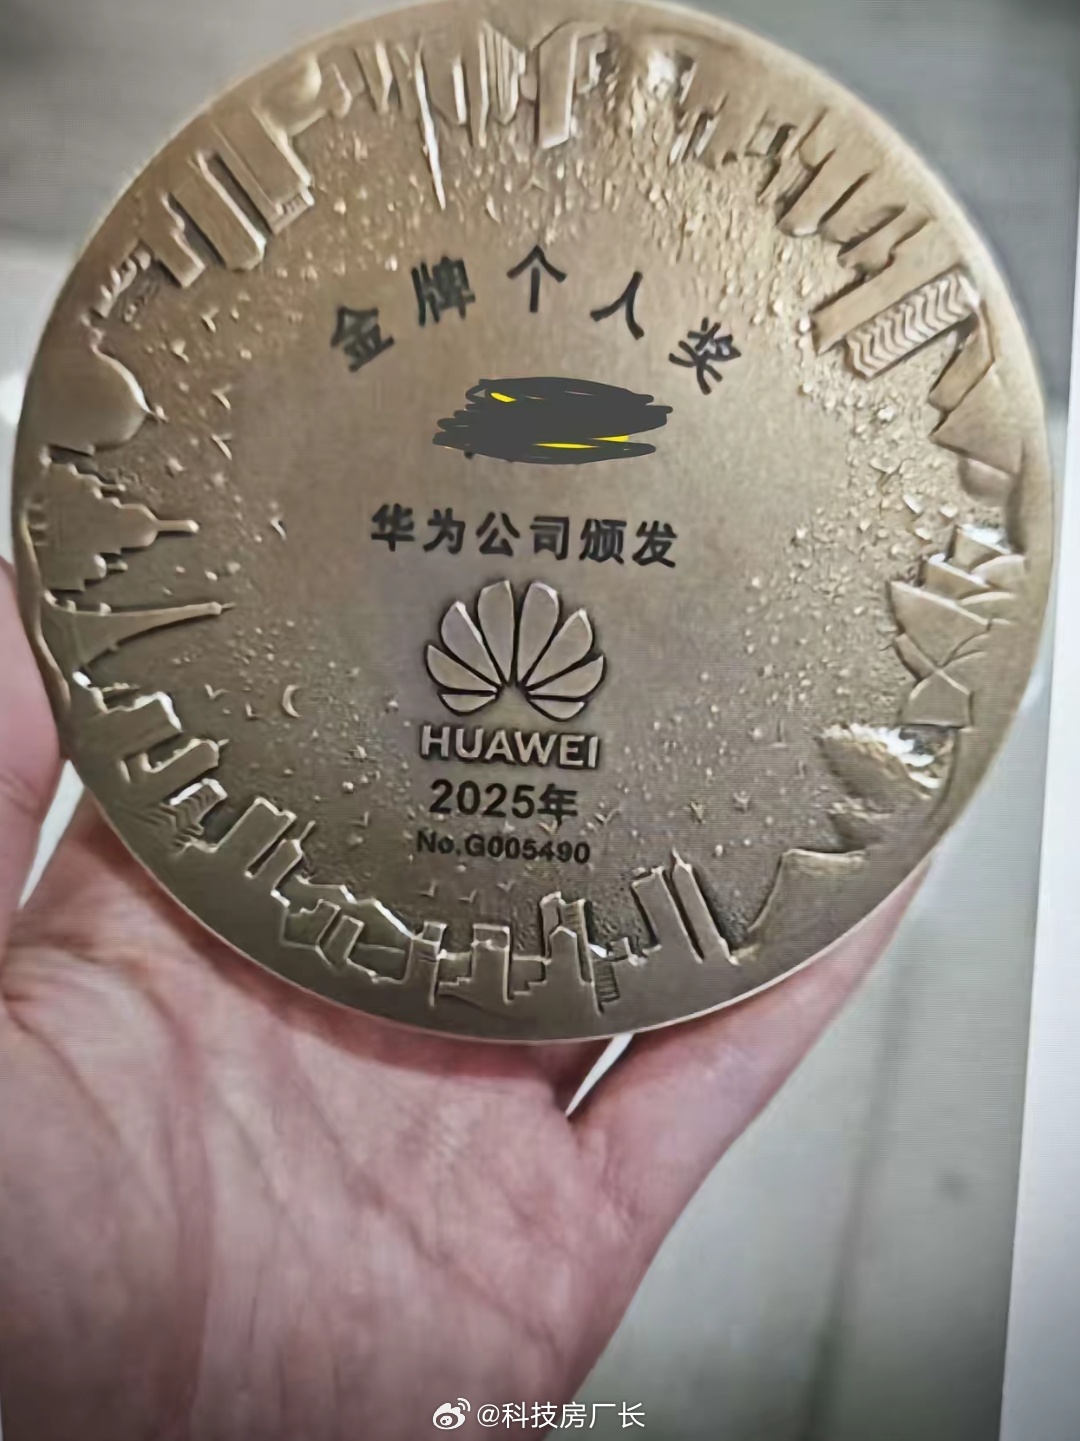 金牌个人奖
华为公司颁发
HUAWEI
2025年
No.G005490
@科技房厂长